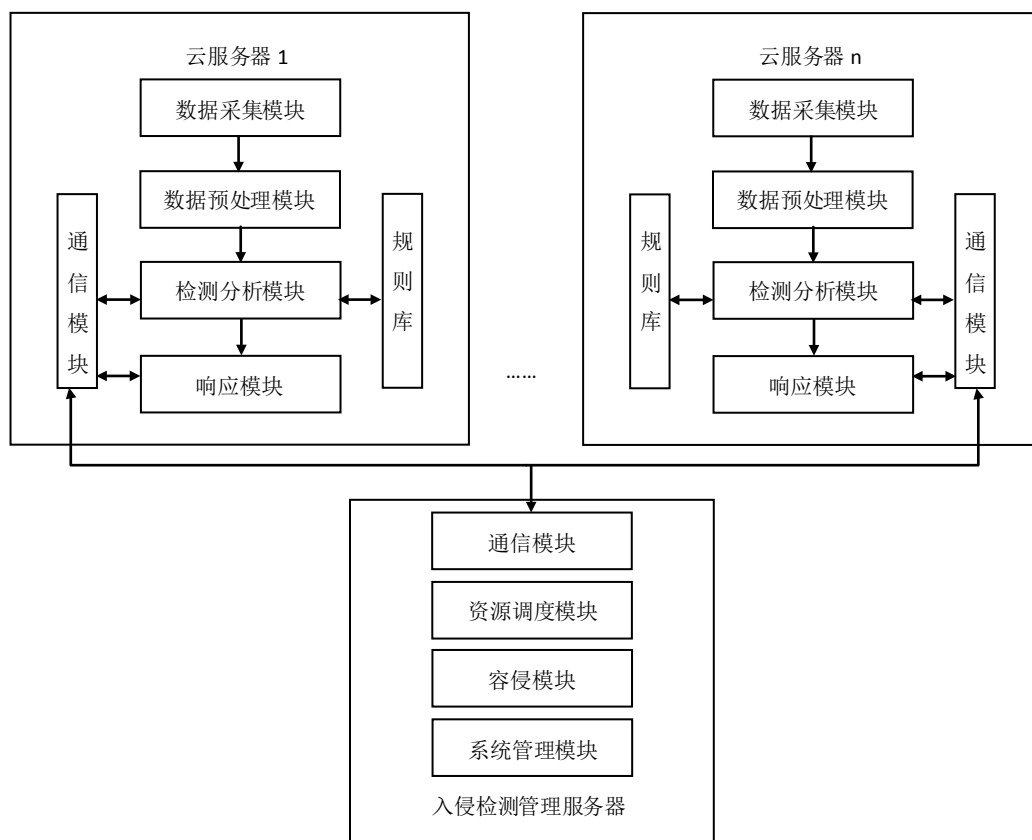 云服务器 1
数据采集模块
数据预处理模块
通信模块
规则库
检测分析模块
响应模块
……
云服务器 n
数据采集模块
数据预处理模块
规则库
通信模块
检测分析模块
响应模块
通信模块
资源调度模块
容侵模块
系统管理模块
入侵检测管理服务器